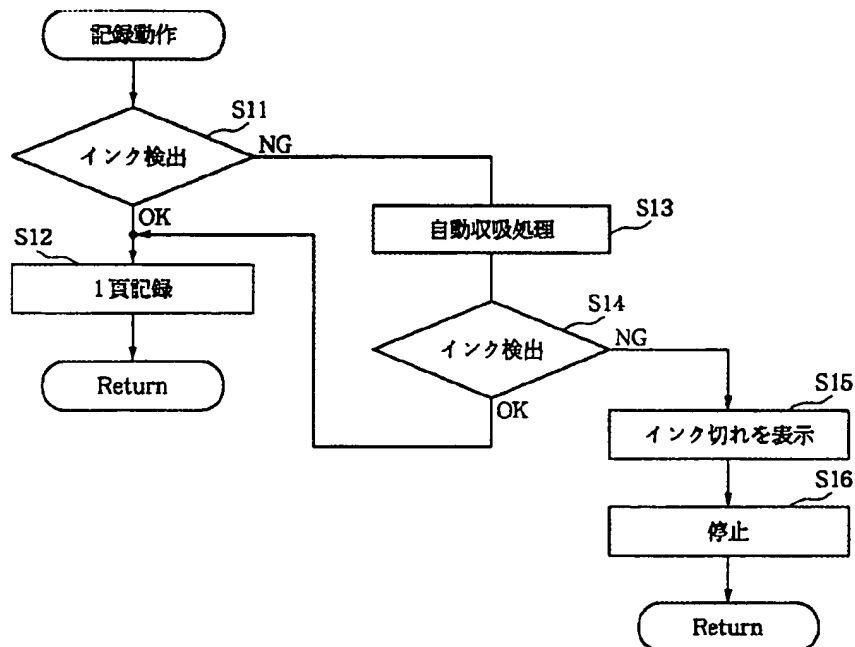 記録動作
S11
インク検出
NG
OK
S12
1頁記録
Return
S13
自動収吸処理
S14
インク検出
NG
OK
S15
インク切れを表示
S16
停止
Return